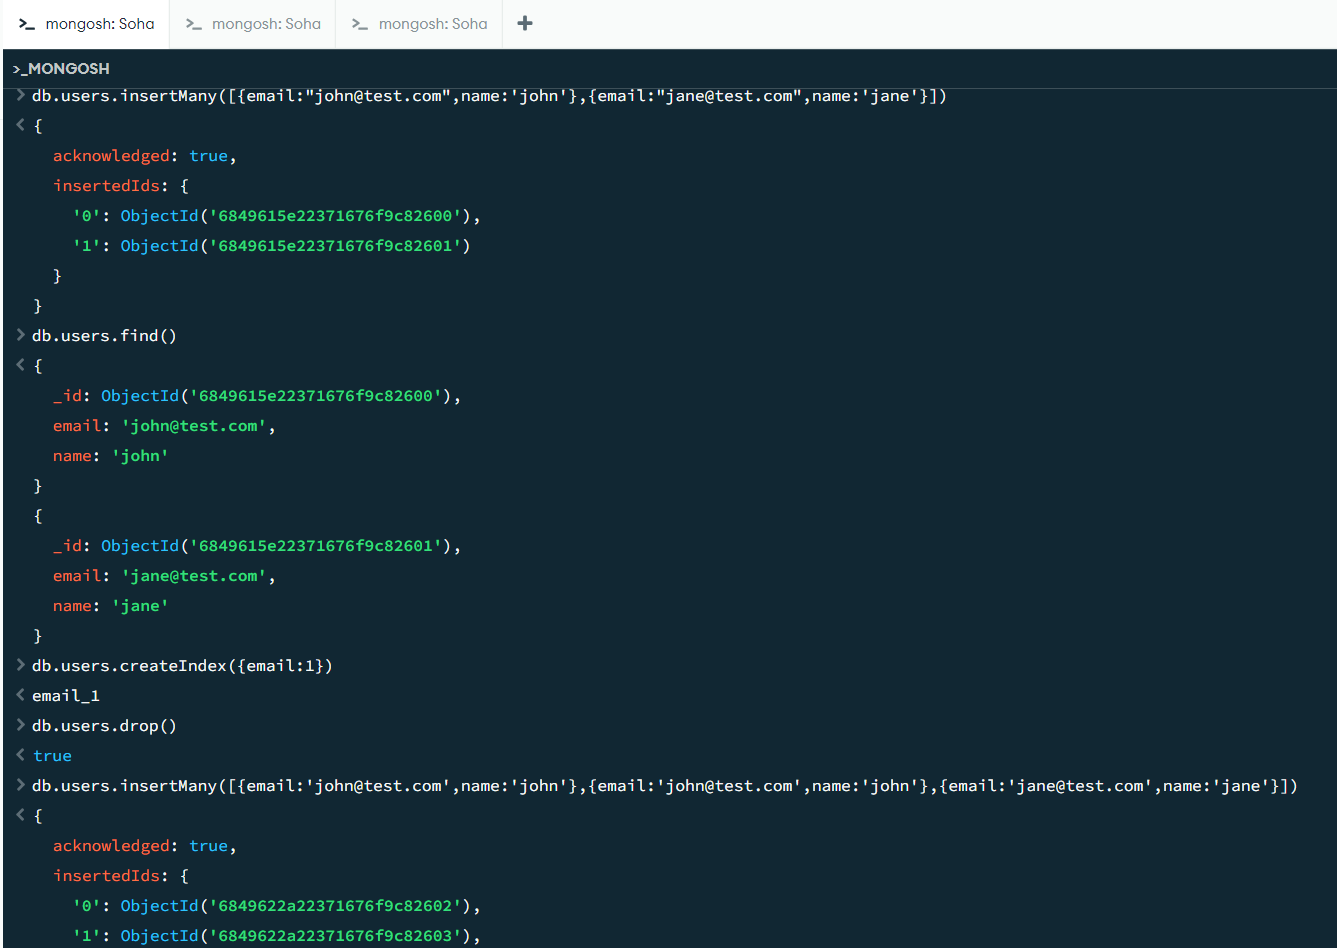 >_ mongosh: Soha >_ mongosh: Soha >_ mongosh: Soha +
>_MONGOSH
> db.users.insertMany([{email:"john@test.com",name:'john'},{email:"jane@test.com",name:'jane'}])
< {
acknowledged: true,
insertedIds: {
'0': ObjectId('6849615e22371676f9c82600'),
'1': ObjectId('6849615e22371676f9c82601')
}
}
> db.users.find()
< {
_id: ObjectId('6849615e22371676f9c82600'),
email: 'john@test.com',
name: 'john'
}
{
_id: ObjectId('6849615e22371676f9c82601'),
email: 'jane@test.com',
name: 'jane'
}
> db.users.createIndex({email:1})
< email_1
> db.users.drop()
< true
> db.users.insertMany([{email:'john@test.com',name:'john'},{email:'john@test.com',name:'john'},{email:'jane@test.com',name:'jane'}])
< {
acknowledged: true,
insertedIds: {
'0': ObjectId('6849622a22371676f9c82602'),
'1': ObjectId('6849622a22371676f9c82603'),